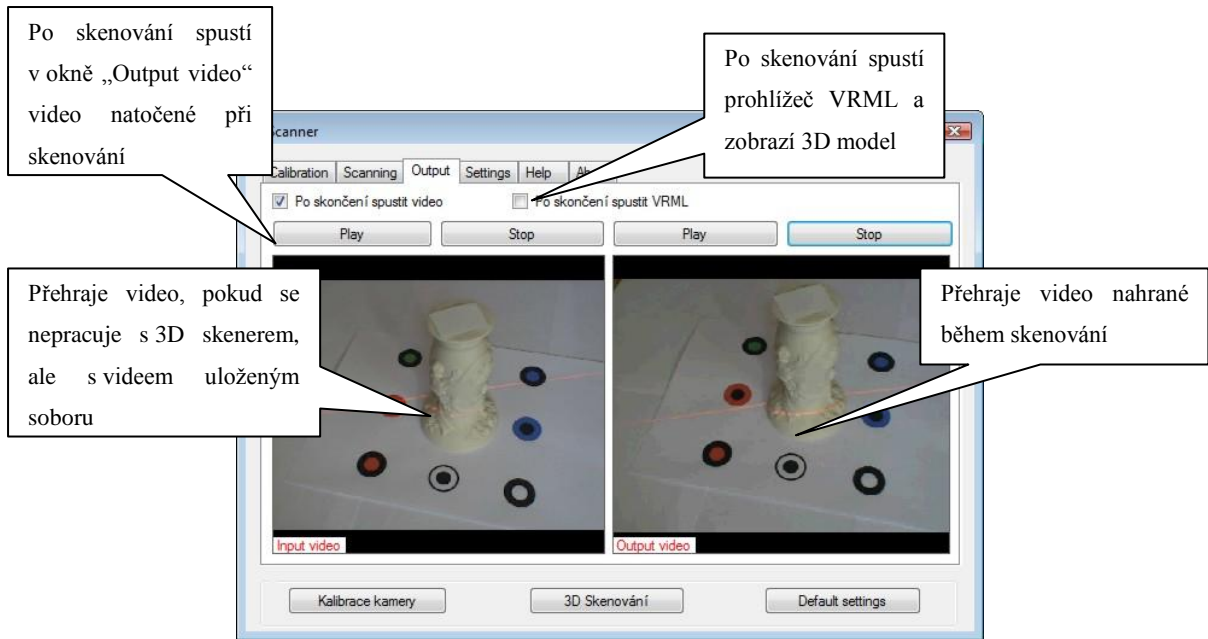 Po skenování spustí
v okně „Output video“
video natočené při
skenování
Po skenování spustí
prohlížeč VRML a
zobrazí 3D model
Calibration Scanning Output Settings Help
Po skončení spustit video Po skončení spustit VRML
Play Stop Play Stop
Přehraje video, pokud se
nepracuje s 3D skenerem,
ale s videem uloženým
soboru
Přehraje video nahrané
během skenování
Input video Output video
Kalibrace kamery 3D Skenování Default settings